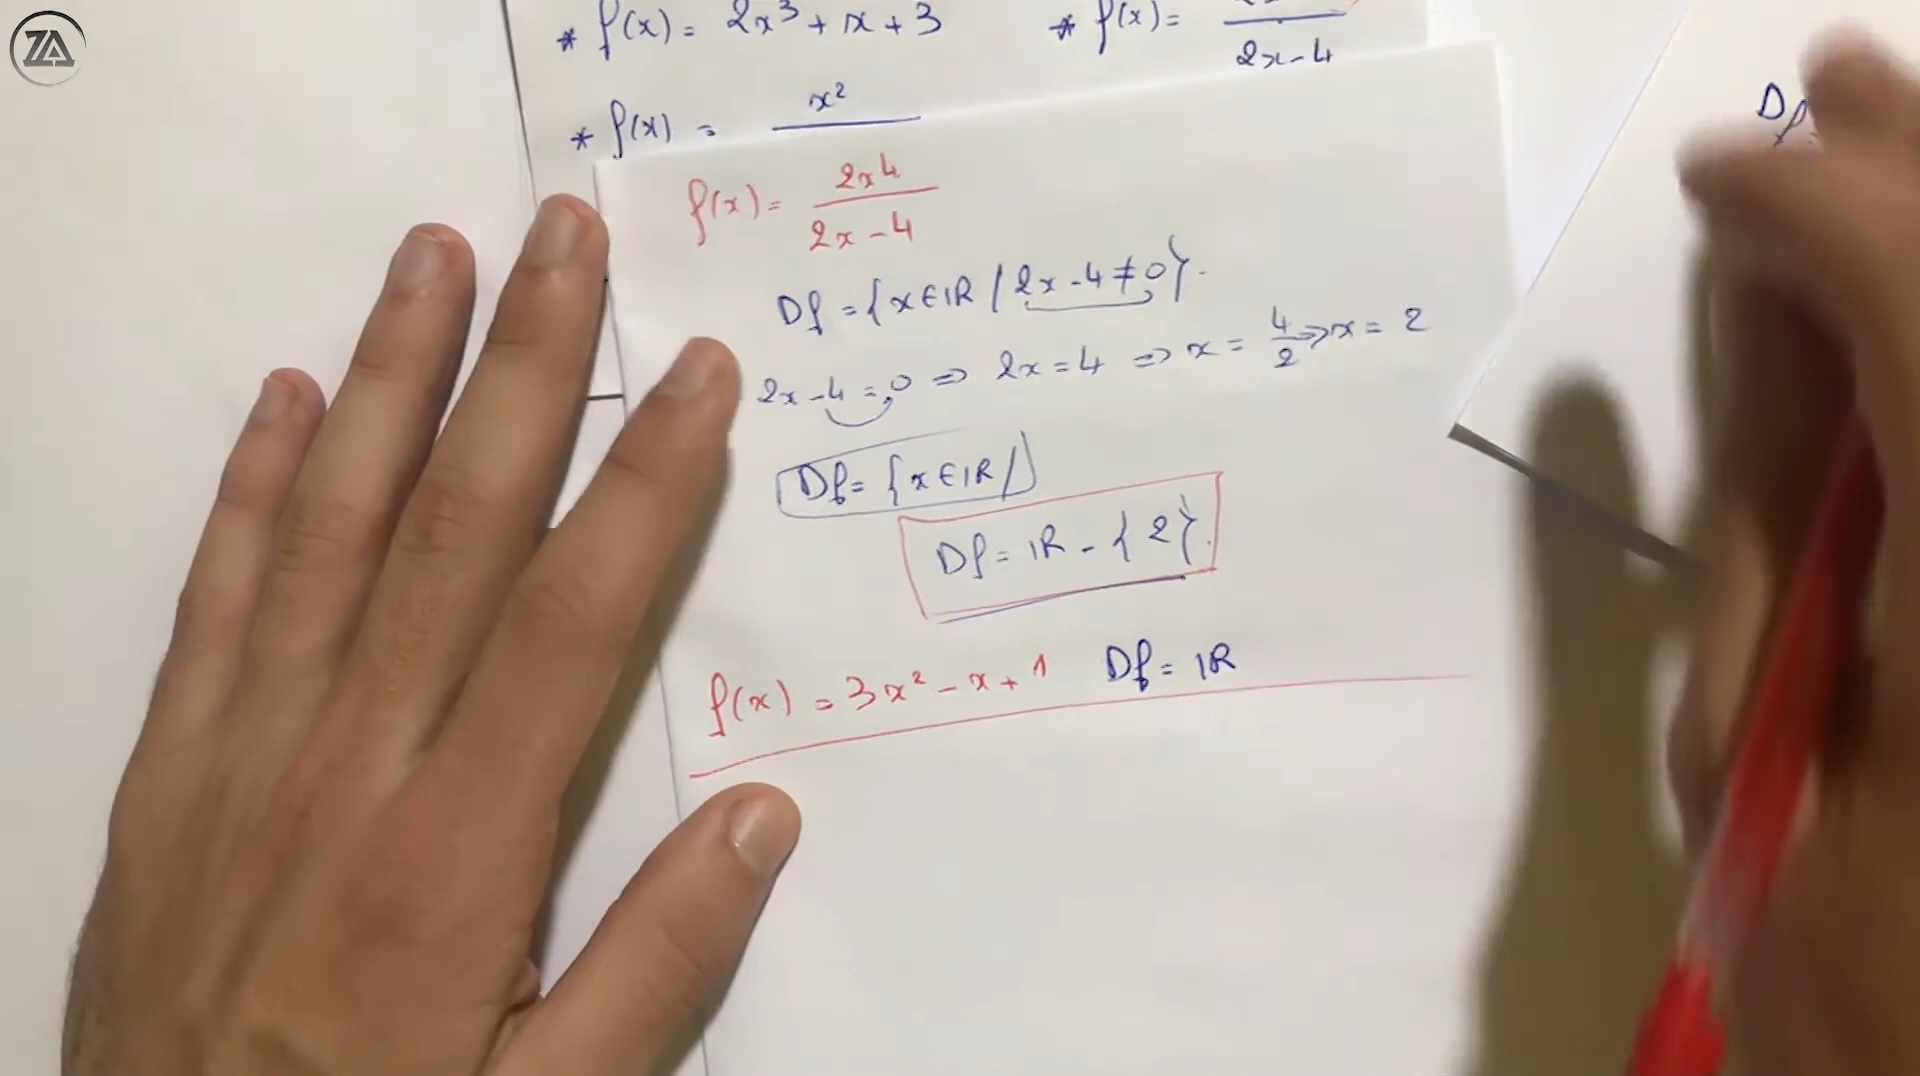 ZA
* f(x) = 2x³ + x + 3
* f(x) =
2x-4
* f(x) = x²
f(x) = 2x4
2x-4
Df = {x∈IR / 2x-4≠0}.
2x-4=0 => 2x=4 => x = 4/2 => x = 2
Df = {x∈IR /
Df = IR - {2}.
f(x) = 3x² - x + 1 Df = IR
Df=